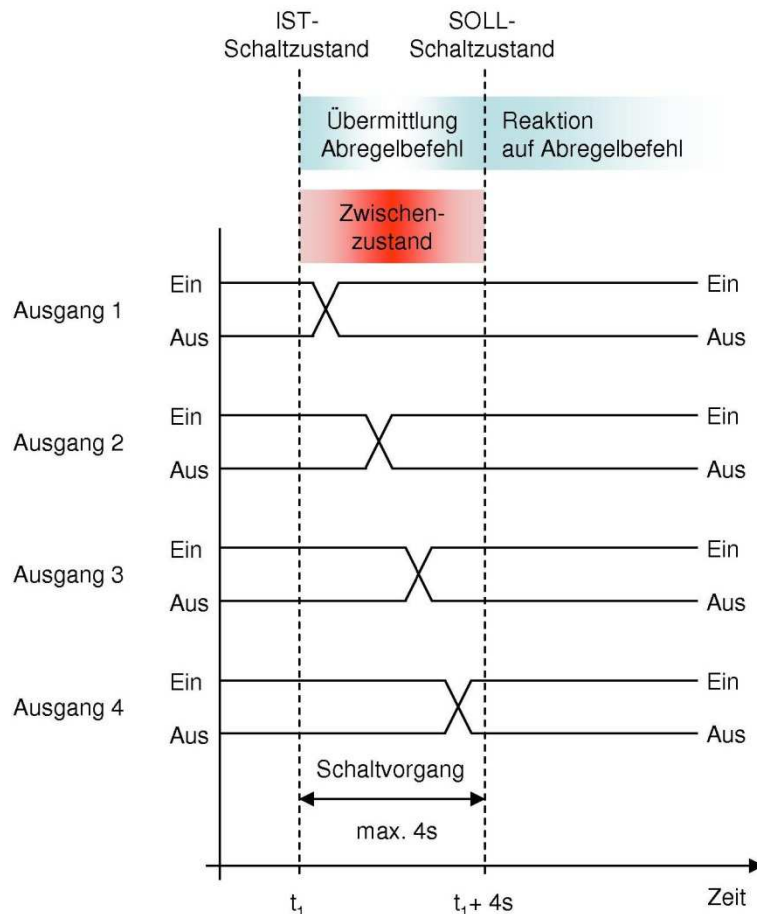 IST-
Schaltzustand
SOLL-
Schaltzustand
Übermittlung
Abregelbefehl
Reaktion
auf Abregelbefehl
Zwischen-
zustand
Ausgang 1
Ein
Aus
Ein
Aus
Ausgang 2
Ein
Aus
Ein
Aus
Ausgang 3
Ein
Aus
Ein
Aus
Ausgang 4
Ein
Aus
Ein
Aus
Schaltvorgang
max. 4s
t₁
t₁+ 4s
Zeit